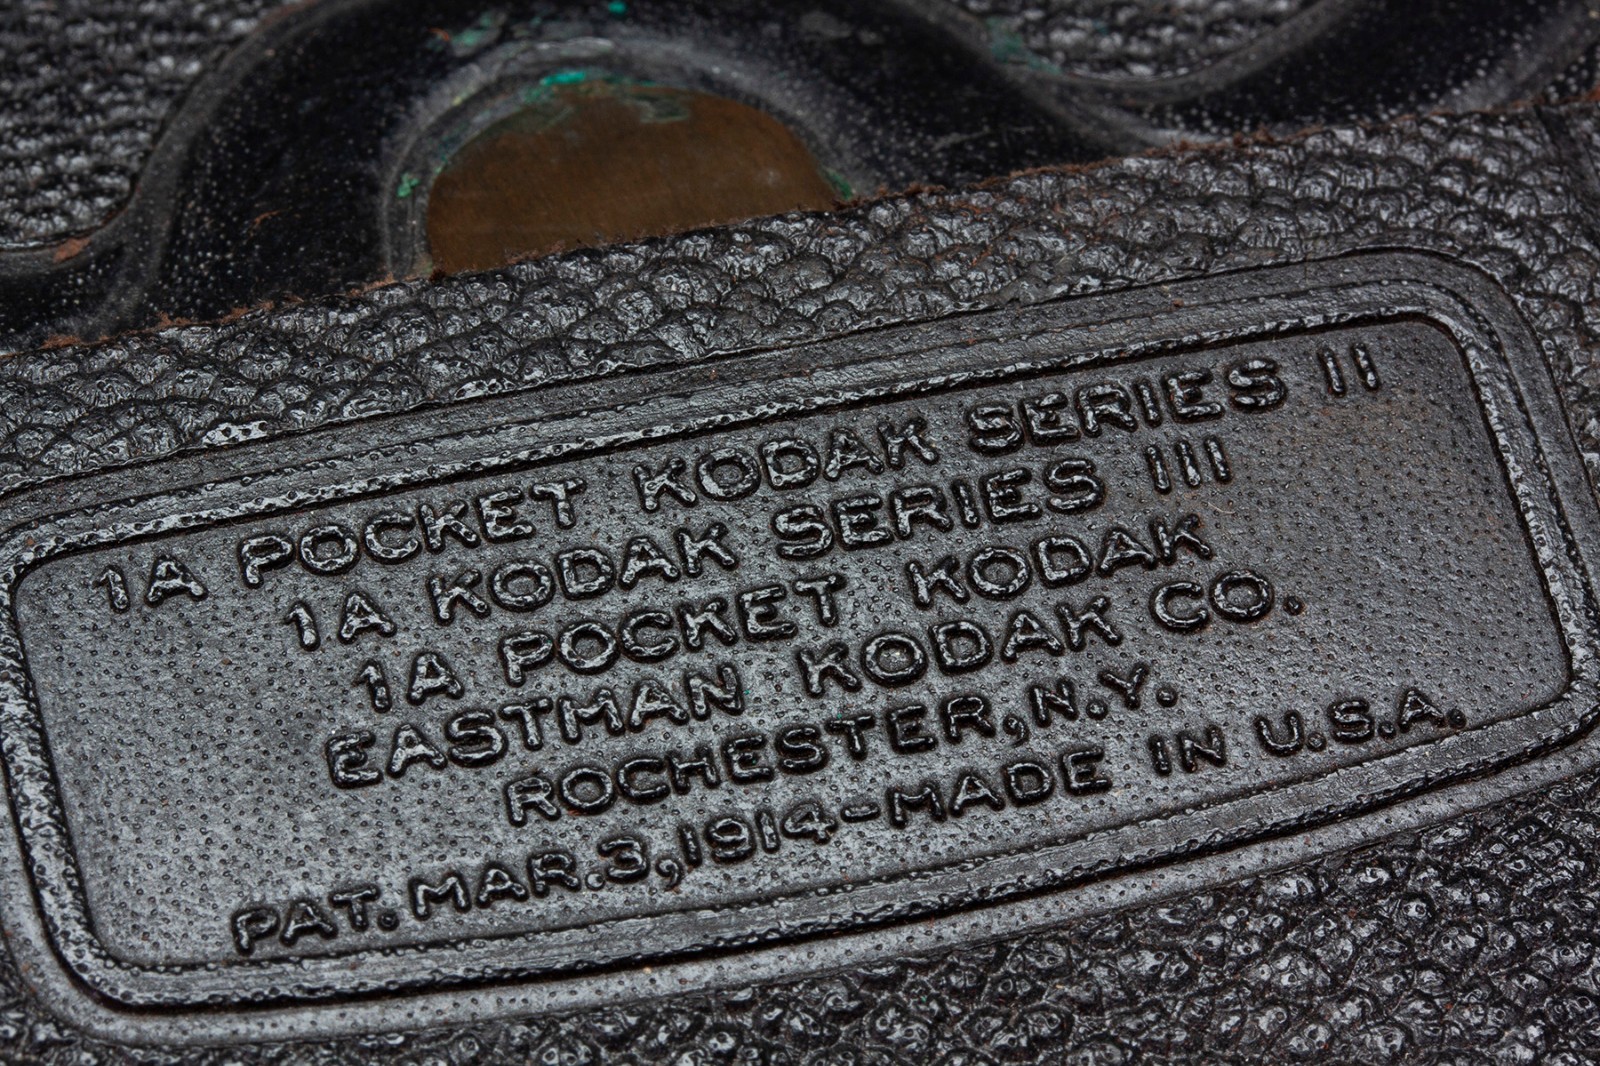 1A POCKET KODAK SERIES II
1A KODAK SERIES III
1A POCKET KODAK
EASTMAN KODAK CO.
ROCHESTER, N.Y.
PAT. MAR. 3, 1914-MADE IN U.S.A.